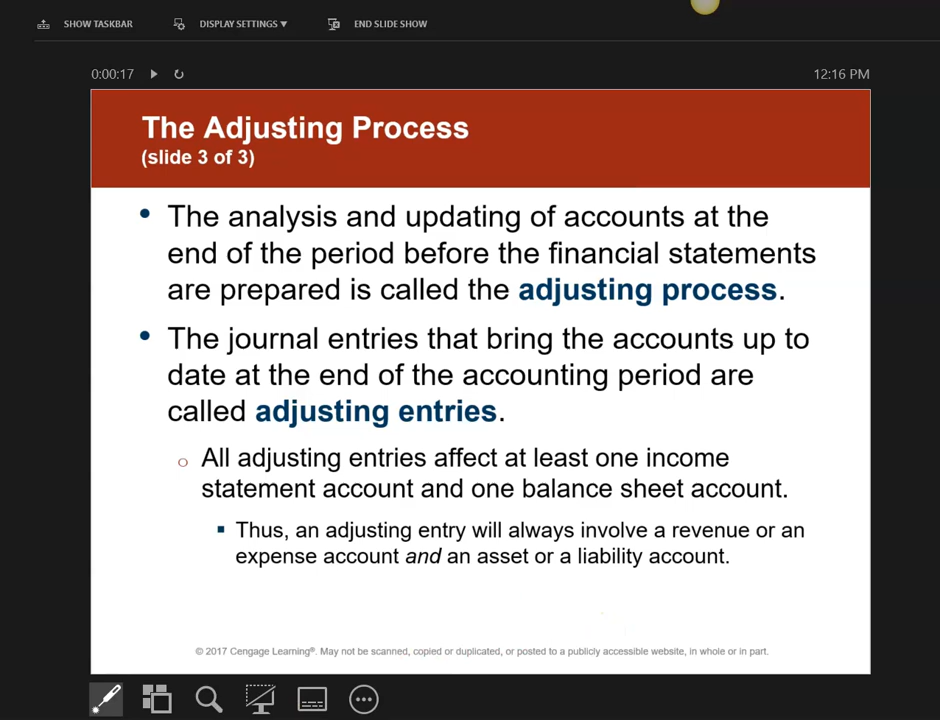 SHOW TASKBAR DISPLAY SETTINGS ▼ END SLIDE SHOW
0:00:17 12:16 PM
The Adjusting Process
(slide 3 of 3)
• The analysis and updating of accounts at the
end of the period before the financial statements
are prepared is called the adjusting process.
• The journal entries that bring the accounts up to
date at the end of the accounting period are
called adjusting entries.
o All adjusting entries affect at least one income
statement account and one balance sheet account.
▪ Thus, an adjusting entry will always involve a revenue or an
expense account and an asset or a liability account.
© 2017 Cengage Learning®. May not be scanned, copied or duplicated, or posted to a publicly accessible website, in whole or in part.